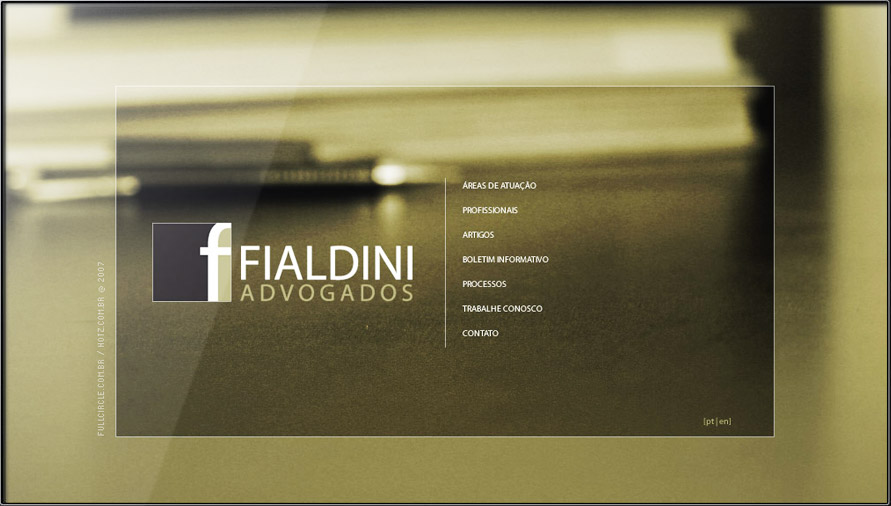 f
FIALDINI
ADVOGADOS
ÁREAS DE ATUAÇÃO
PROFISSIONAIS
ARTIGOS
BOLETIM INFORMATIVO
PROCESSOS
TRABALHE CONOSCO
CONTATO
[pt|en]
FULLCIRCLE.COM.BR / HOTZ.COM.BR @ 2007